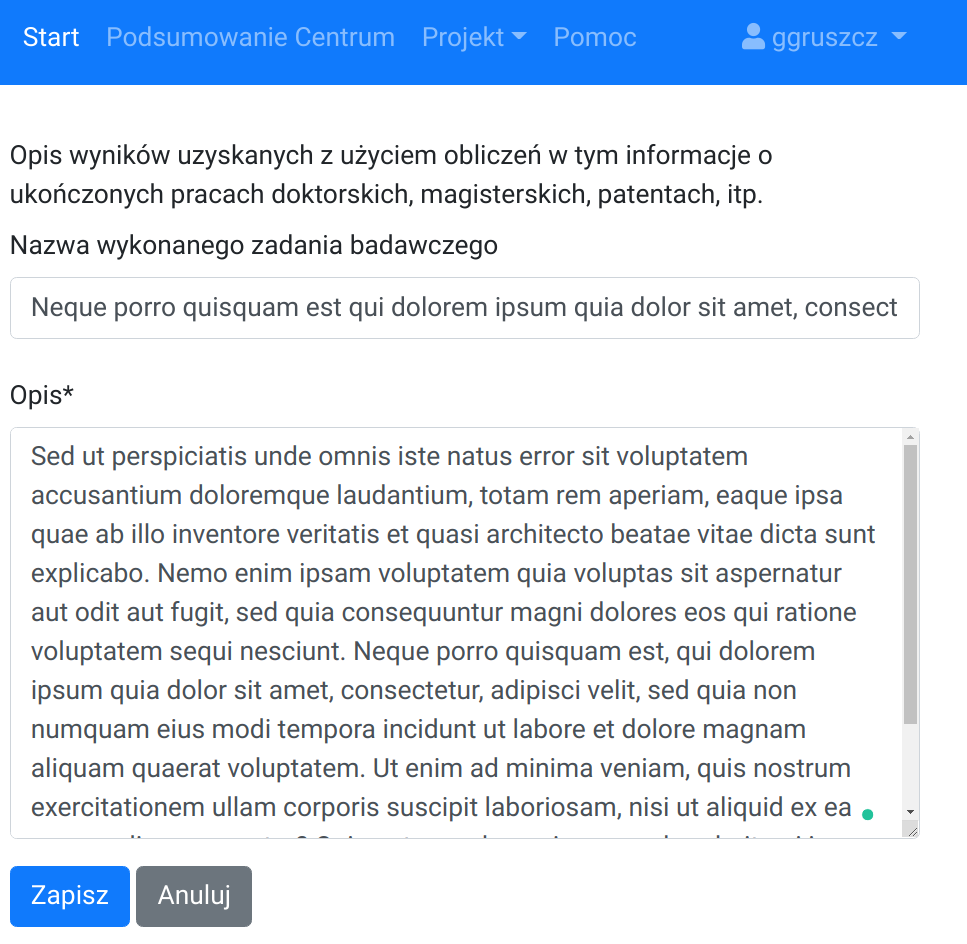 Start Podsumowanie Centrum Projekt Pomoc ggruszcz
Opis wyników uzyskanych z użyciem obliczeń w tym informacje o
ukończonych pracach doktorskich, magisterskich, patentach, itp.
Nazwa wykonanego zadania badawczego
Neque porro quisquam est qui dolorem ipsum quia dolor sit amet, consect
Opis*
Sed ut perspiciatis unde omnis iste natus error sit voluptatem
accusantium doloremque laudantium, totam rem aperiam, eaque ipsa
quae ab illo inventore veritatis et quasi architecto beatae vitae dicta sunt
explicabo. Nemo enim ipsam voluptatem quia voluptas sit aspernatur
aut odit aut fugit, sed quia consequuntur magni dolores eos qui ratione
voluptatem sequi nesciunt. Neque porro quisquam est, qui dolorem
ipsum quia dolor sit amet, consectetur, adipisci velit, sed quia non
numquam eius modi tempora incidunt ut labore et dolore magnam
aliquam quaerat voluptatem. Ut enim ad minima veniam, quis nostrum
exercitationem ullam corporis suscipit laboriosam, nisi ut aliquid ex ea
Zapisz Anuluj